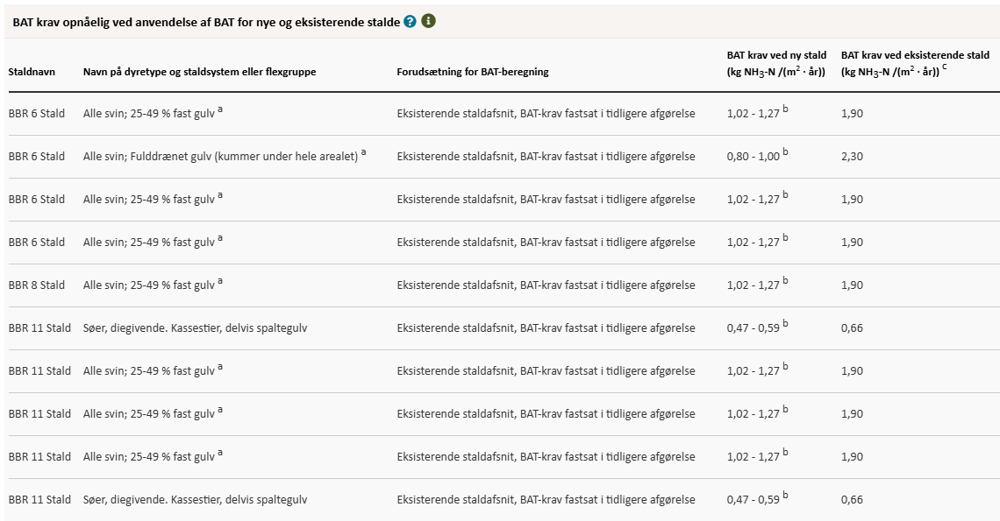 BAT krav opnåelig ved anvendelse af BAT for nye og eksisterende stalde ? i
Staldnavn Navn på dyretype og staldsystem eller flexgruppe Forudsætning for BAT-beregning BAT krav ved ny stald (kg NH3-N /(m² · år)) BAT krav ved eksisterende stald (kg NH3-N /(m² · år)) c
BBR 6 Stald Alle svin; 25-49 % fast gulv a Eksisterende staldafsnit, BAT-krav fastsat i tidligere afgørelse 1,02 - 1,27 b 1,90
BBR 6 Stald Alle svin; Fulddrænet gulv (kummer under hele arealet) a Eksisterende staldafsnit, BAT-krav fastsat i tidligere afgørelse 0,80 - 1,00 b 2,30
BBR 6 Stald Alle svin; 25-49 % fast gulv a Eksisterende staldafsnit, BAT-krav fastsat i tidligere afgørelse 1,02 - 1,27 b 1,90
BBR 6 Stald Alle svin; 25-49 % fast gulv a Eksisterende staldafsnit, BAT-krav fastsat i tidligere afgørelse 1,02 - 1,27 b 1,90
BBR 8 Stald Alle svin; 25-49 % fast gulv a Eksisterende staldafsnit, BAT-krav fastsat i tidligere afgørelse 1,02 - 1,27 b 1,90
BBR 11 Stald Søer, diegivende. Kassestier, delvis spaltegulv Eksisterende staldafsnit, BAT-krav fastsat i tidligere afgørelse 0,47 - 0,59 b 0,66
BBR 11 Stald Alle svin; 25-49 % fast gulv a Eksisterende staldafsnit, BAT-krav fastsat i tidligere afgørelse 1,02 - 1,27 b 1,90
BBR 11 Stald Alle svin; 25-49 % fast gulv a Eksisterende staldafsnit, BAT-krav fastsat i tidligere afgørelse 1,02 - 1,27 b 1,90
BBR 11 Stald Alle svin; 25-49 % fast gulv a Eksisterende staldafsnit, BAT-krav fastsat i tidligere afgørelse 1,02 - 1,27 b 1,90
BBR 11 Stald Søer, diegivende. Kassestier, delvis spaltegulv Eksisterende staldafsnit, BAT-krav fastsat i tidligere afgørelse 0,47 - 0,59 b 0,66